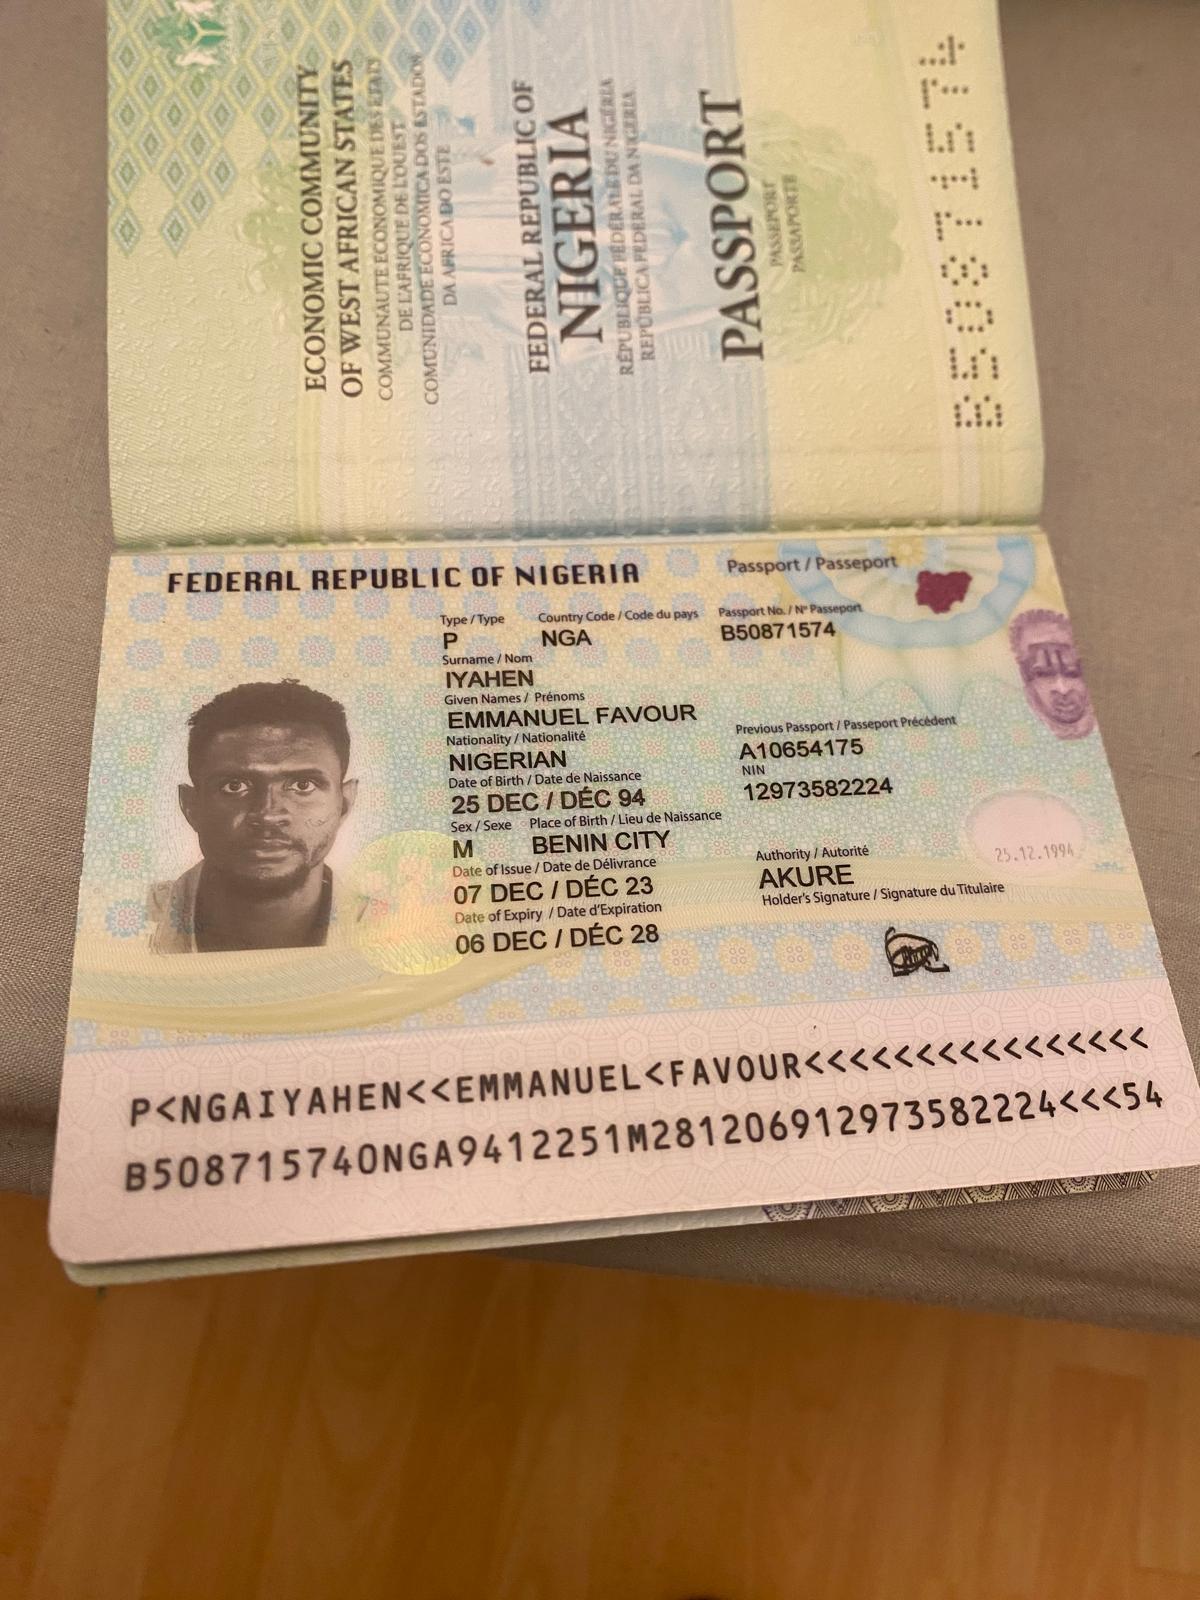 ECONOMIC COMMUNITY
OF WEST AFRICAN STATES
COMMUNAUTÉ ÉCONOMIQUE DES ÉTATS
DE L'AFRIQUE DE L'OUEST
COMUNIDADE ECONOMICA DOS ESTADOS
DA AFRICA DO ESTE
FEDERAL REPUBLIC OF
NIGERIA
RÉPUBLIQUE FÉDÉRALE DU NIGÉRIA
REPÚBLICA FEDERAL DA NIGERIA
PASSPORT
PASSEPORT
PASSAPORTE
B50871574
FEDERAL REPUBLIC OF NIGERIA
Passport / Passeport
Type / Type Country Code / Code du pays Passport No. / Nº Passeport
P NGA B50871574
Surname / Nom
IYAHEN
Given Names / Prénoms
EMMANUEL FAVOUR
Nationality / Nationalité Previous Passport / Passeport Précédent
NIGERIAN A10654175
Date of Birth / Date de Naissance NIN
25 DEC / DÉC 94 12973582224
Sex / Sexe Place of Birth / Lieu de Naissance
M BENIN CITY
25.12.1994
Date of Issue / Date de Délivrance Authority / Autorité
07 DEC / DÉC 23 AKURE
Date of Expiry / Date d'Expiration Holder's Signature / Signature du Titulaire
06 DEC / DÉC 28
P<NGAIYAHEN<<EMMANUEL<FAVOUR<<<<<<<<<<<<<<<<
B508715740NGA9412251M281206912973582224<<<54